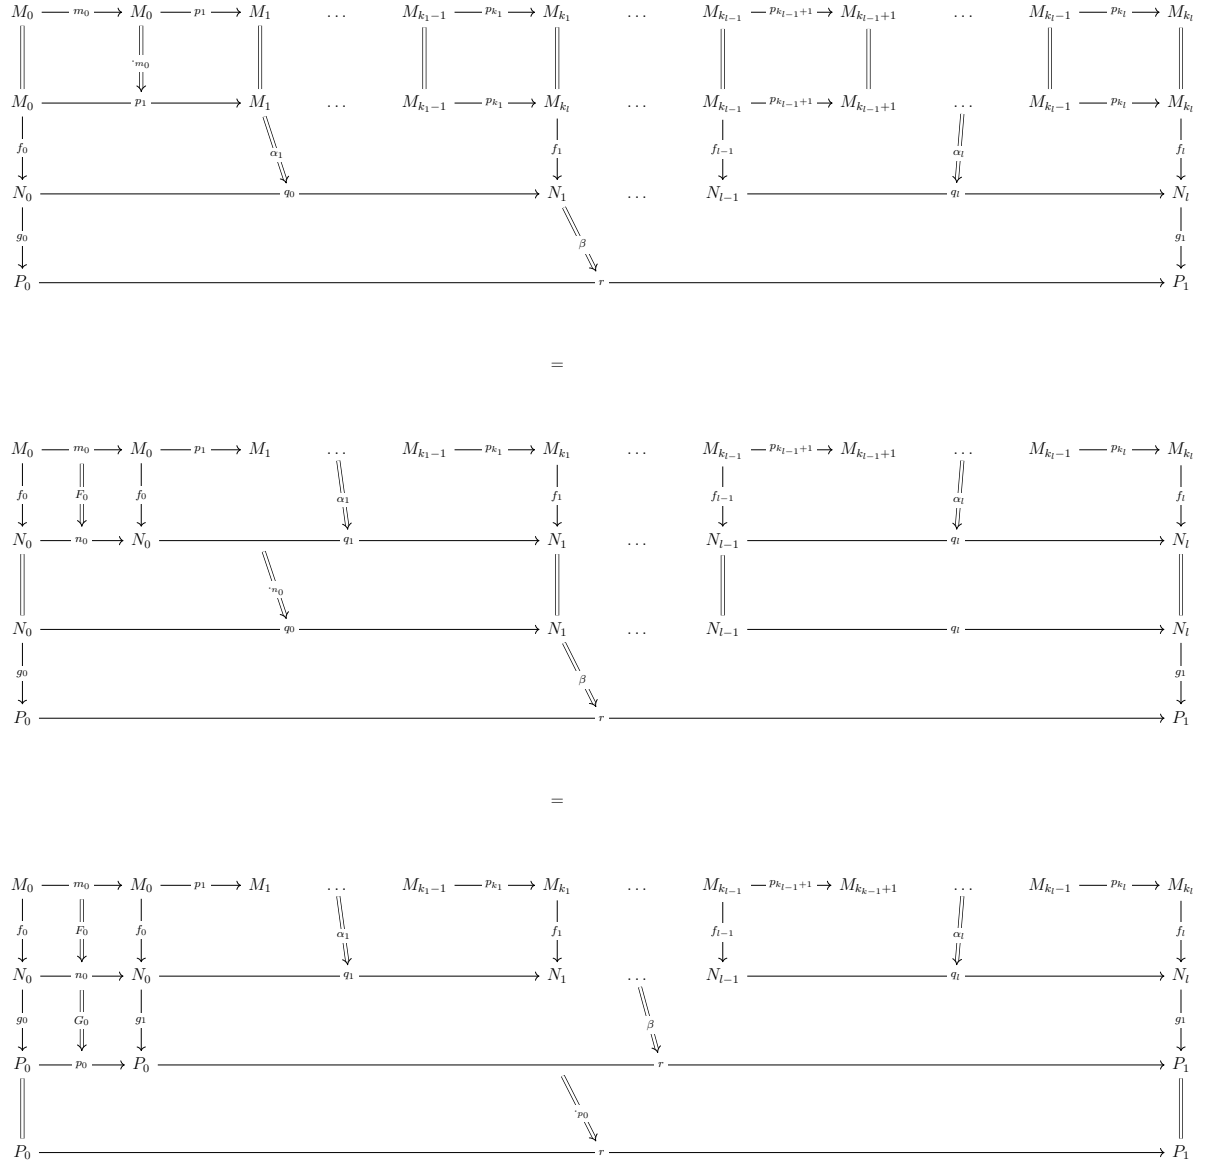 M_0 m_0 M_0 p_1 M_1 … M_{k_1-1} p_{k_1} M_{k_1} … M_{k_{l-1}} p_{k_{l-1}+1} M_{k_{l-1}+1} … M_{k_l-1} p_{k_l} M_{k_l}
·_{m_0}
M_0 p_1 M_1 … M_{k_1-1} p_{k_1} M_{k_l} … M_{k_{l-1}} p_{k_{l-1}+1} M_{k_{l-1}+1} … M_{k_l-1} p_{k_l} M_{k_l}
f_0 α_1 f_1 f_{l-1} α_l f_l
N_0 q_0 N_1 … N_{l-1} q_l N_l
g_0 β g_1
P_0 r P_1
=
M_0 m_0 M_0 p_1 M_1 … M_{k_1-1} p_{k_1} M_{k_1} … M_{k_{l-1}} p_{k_{l-1}+1} M_{k_{l-1}+1} … M_{k_l-1} p_{k_l} M_{k_l}
f_0 F_0 f_0 α_1 f_1 f_{l-1} α_l f_l
N_0 n_0 N_0 q_1 N_1 … N_{l-1} q_l N_l
·_{n_0}
N_0 q_0 N_1 … N_{l-1} q_l N_l
g_0 β g_1
P_0 r P_1
=
M_0 m_0 M_0 p_1 M_1 … M_{k_1-1} p_{k_1} M_{k_1} … M_{k_{l-1}} p_{k_{l-1}+1} M_{k_{k-1}+1} … M_{k_l-1} p_{k_l} M_{k_l}
f_0 F_0 f_0 α_1 f_1 f_{l-1} α_l f_l
N_0 n_0 N_0 q_1 N_1 … N_{l-1} q_l N_l
g_0 G_0 g_1 β g_1
P_0 p_0 P_0 r P_1
·_{p_0}
P_0 r P_1